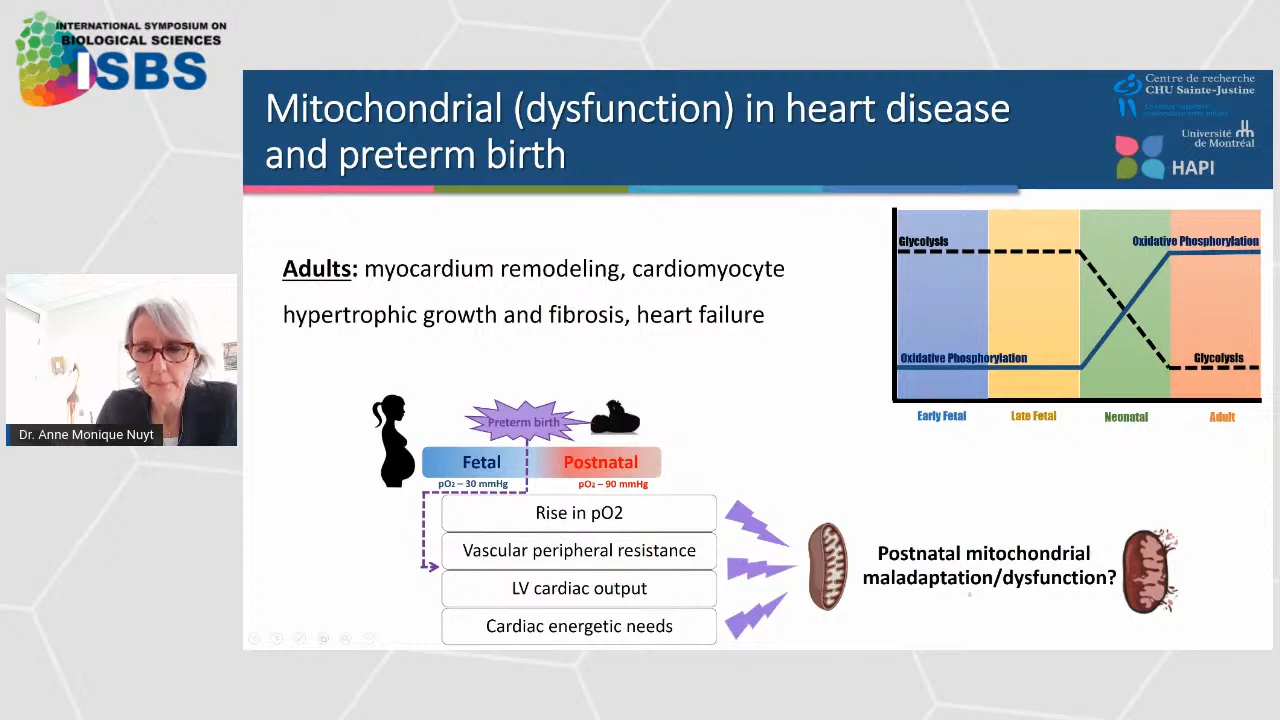 INTERNATIONAL SYMPOSIUM ON
BIOLOGICAL SCIENCES
ISBS
Mitochondrial (dysfunction) in heart disease
and preterm birth
Centre de recherche
CHU Sainte-Justine
Université
de Montréal
HAPI
Adults: myocardium remodeling, cardiomyocyte
hypertrophic growth and fibrosis, heart failure
Glycolysis
Oxidative Phosphorylation
Oxidative Phosphorylation
Glycolysis
Early Fetal
Late Fetal
Neonatal
Adult
Dr. Anne Monique Nuyt
Preterm birth
Fetal
Postnatal
pO2 – 30 mmHg
pO2 – 90 mmHg
Rise in pO2
Vascular peripheral resistance
LV cardiac output
Cardiac energetic needs
Postnatal mitochondrial
maladaptation/dysfunction?